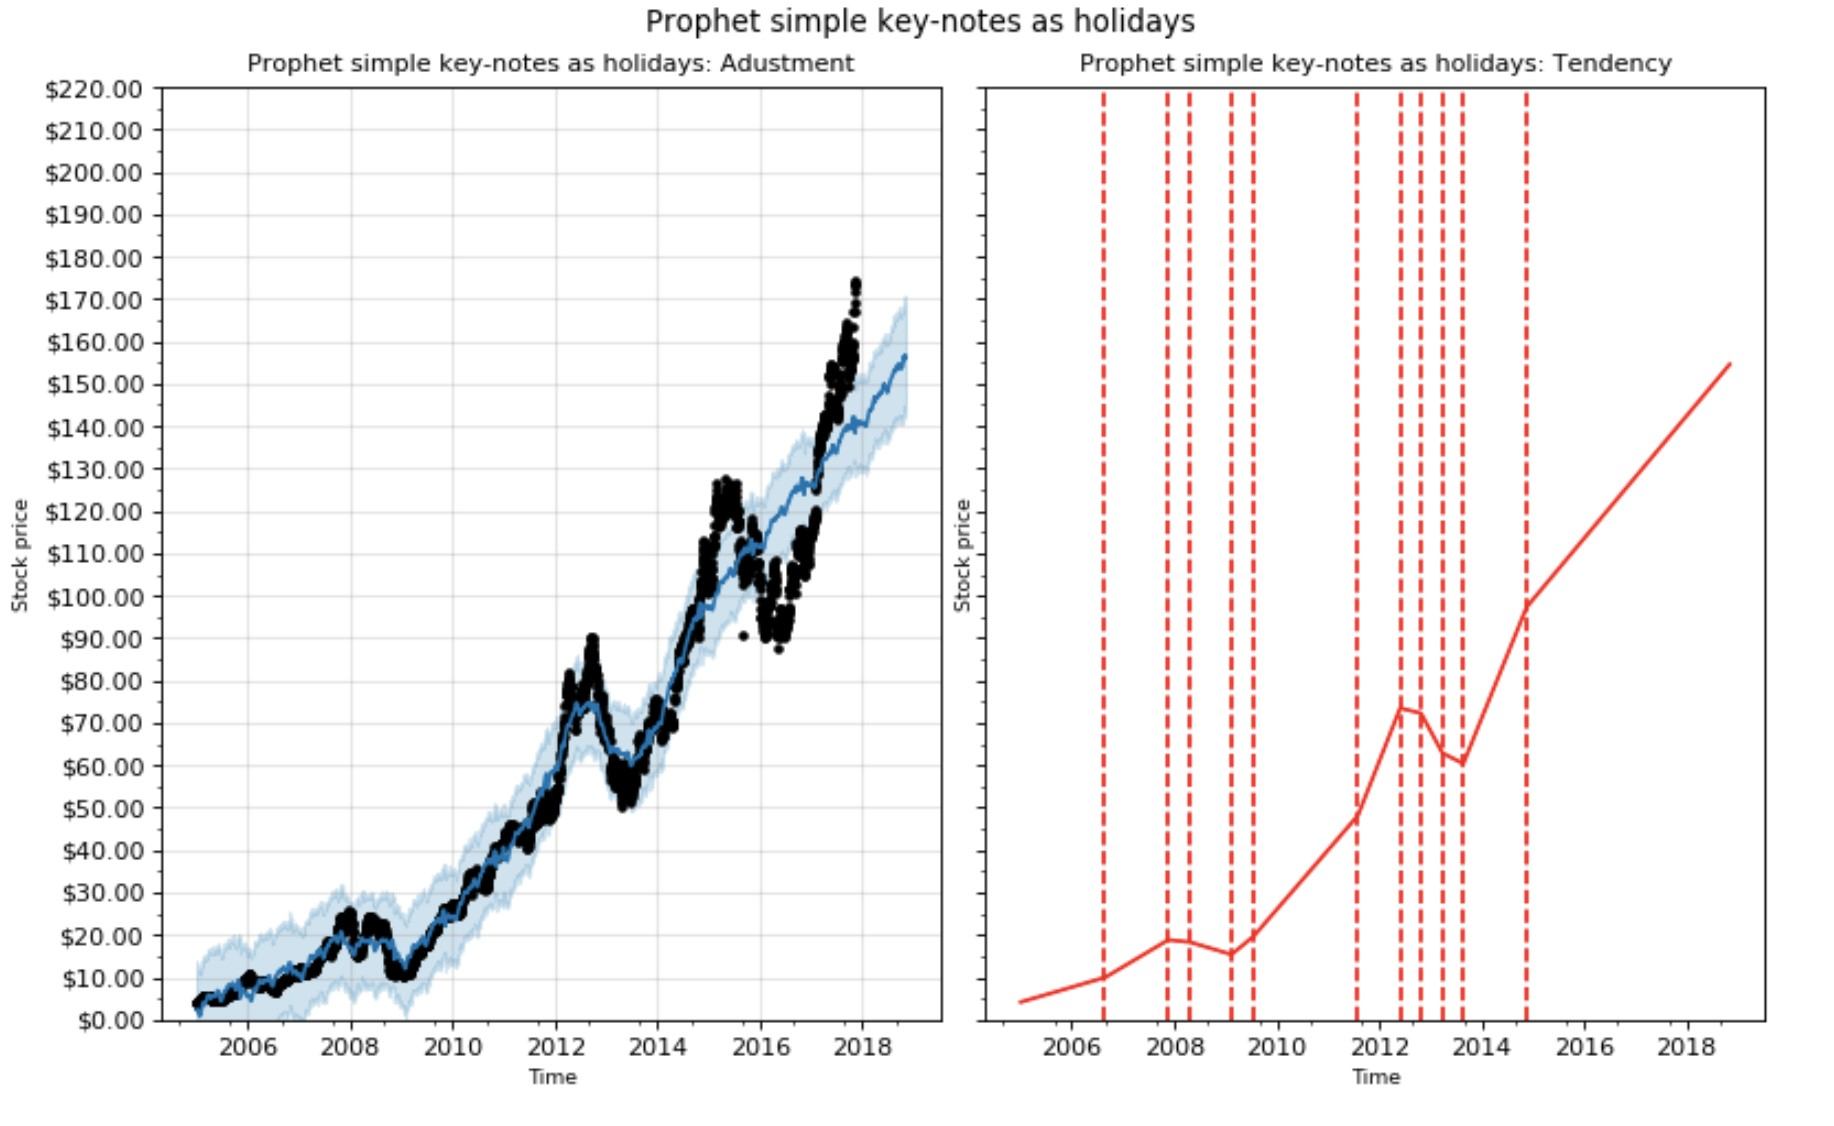 Prophet simple key-notes as holidays
Prophet simple key-notes as holidays: Adustment
$220.00
$210.00
$200.00
$190.00
$180.00
$170.00
$160.00
$150.00
$140.00
$130.00
$120.00
$110.00
$100.00
$90.00
$80.00
$70.00
$60.00
$50.00
$40.00
$30.00
$20.00
$10.00
$0.00
Stock price
2006 2008 2010 2012 2014 2016 2018
Time
Prophet simple key-notes as holidays: Tendency
Stock price
2006 2008 2010 2012 2014 2016 2018
Time